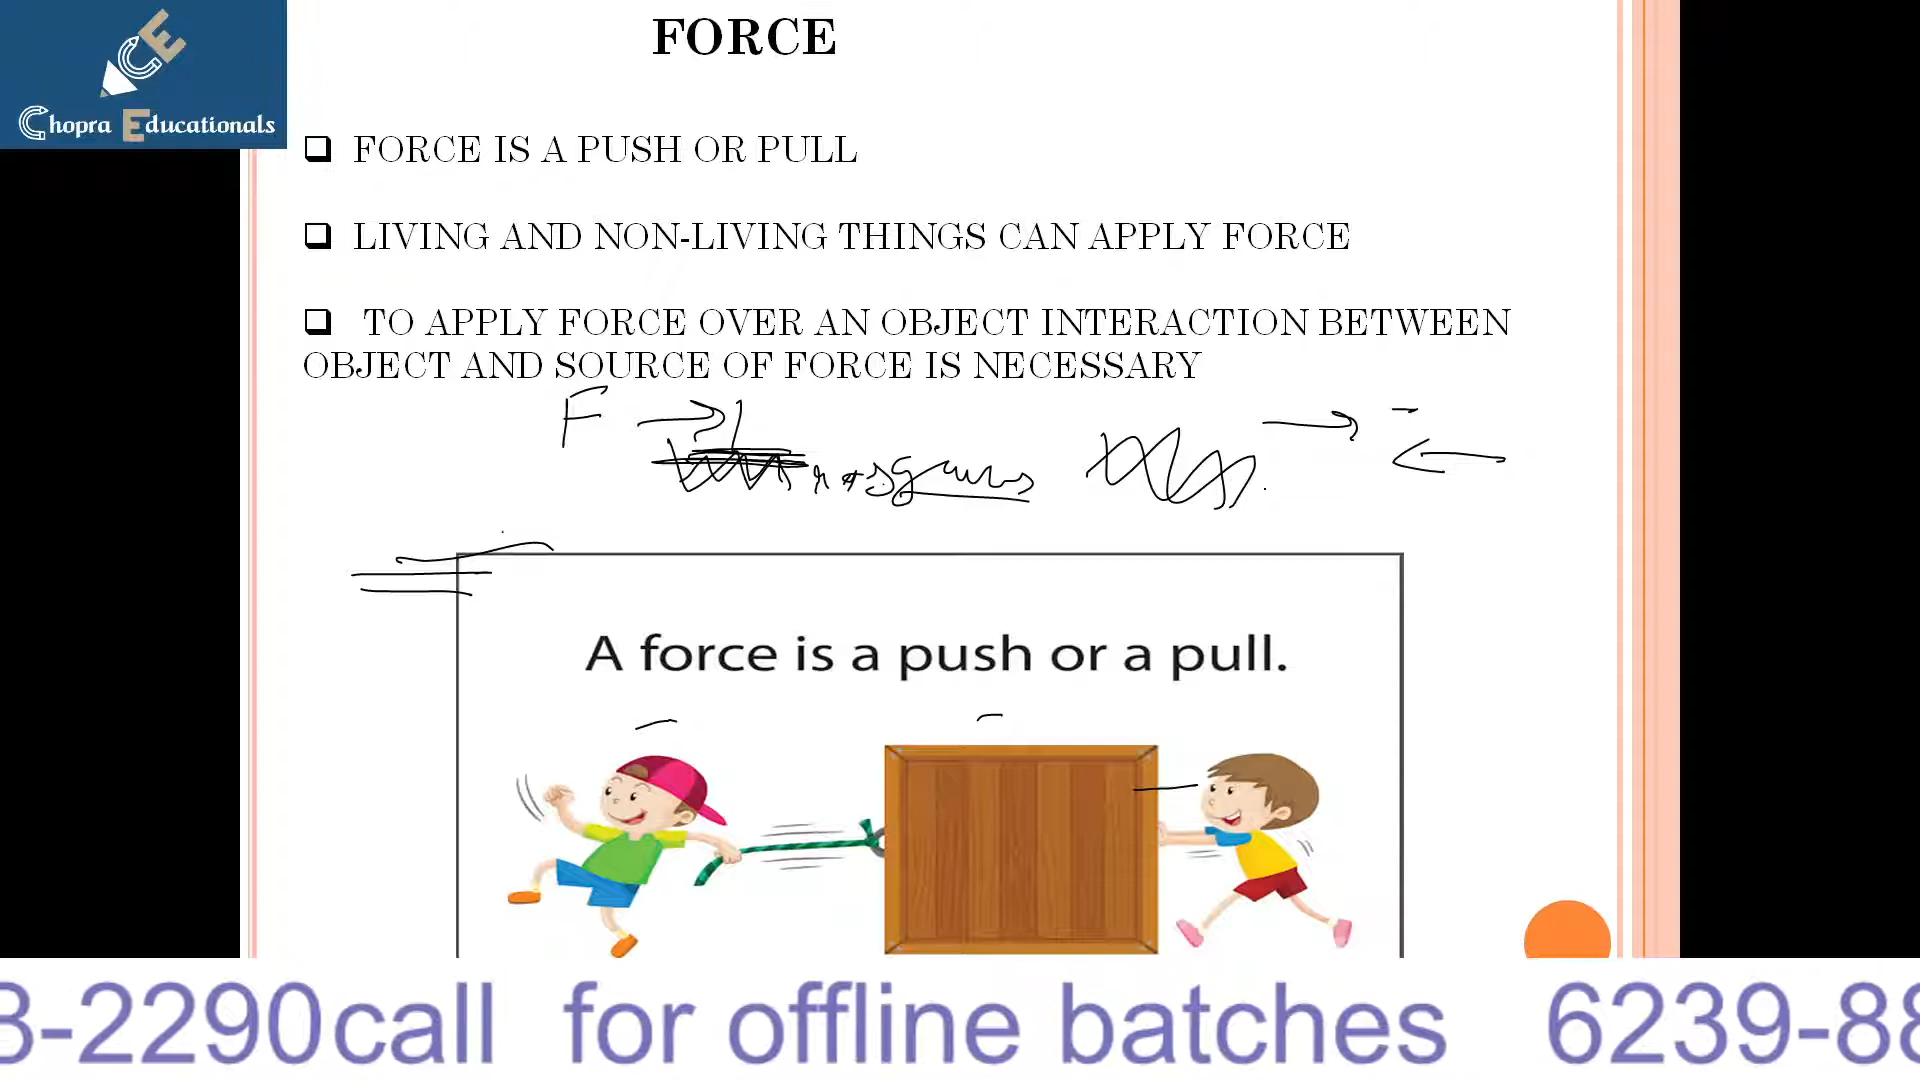 FORCE
Chopra Educationals
FORCE IS A PUSH OR PULL
LIVING AND NON-LIVING THINGS CAN APPLY FORCE
TO APPLY FORCE OVER AN OBJECT INTERACTION BETWEEN
OBJECT AND SOURCE OF FORCE IS NECESSARY
F
A force is a push or a pull.
3-2290call for offline batches 6239-88